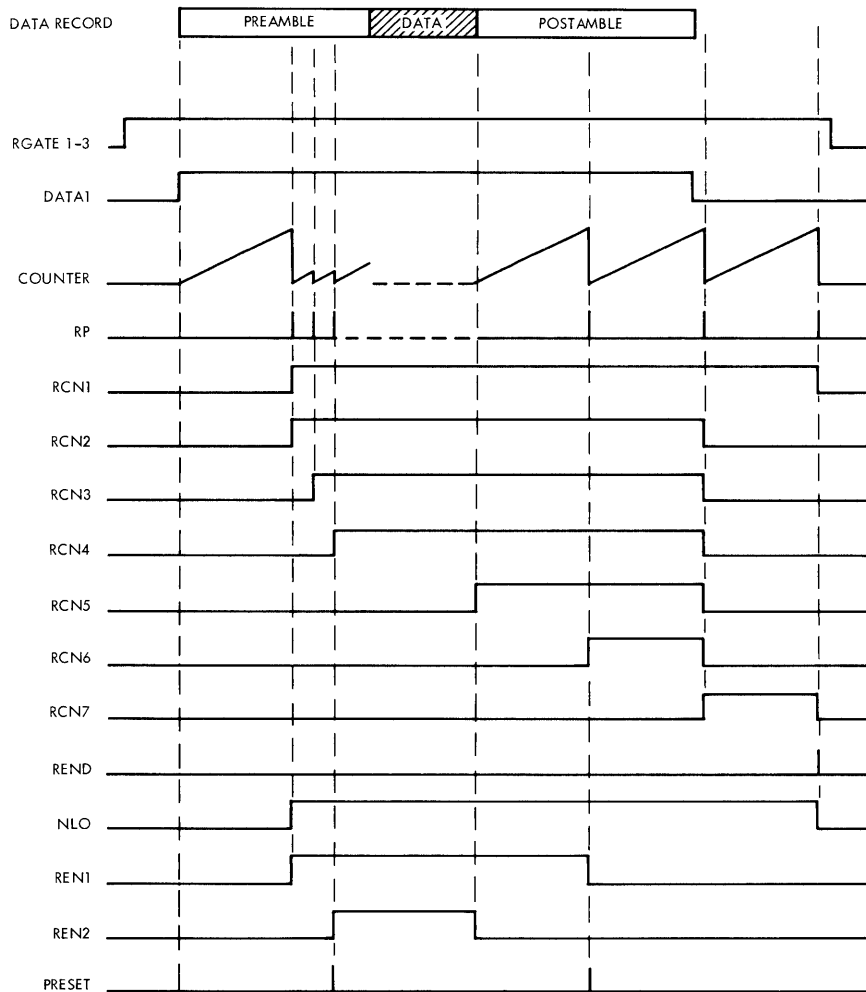 DATA RECORD
PREAMBLE
DATA
POSTAMBLE
RGATE 1-3
DATA1
COUNTER
RP
RCN1
RCN2
RCN3
RCN4
RCN5
RCN6
RCN7
REND
NLO
REN1
REN2
PRESET